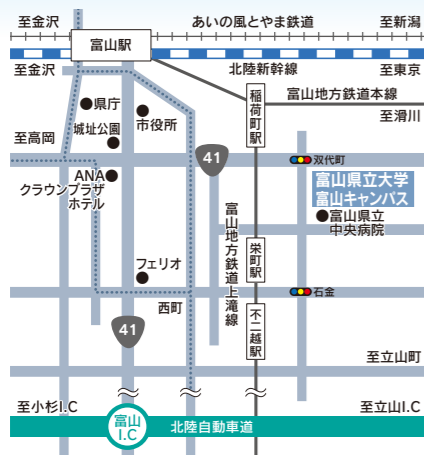 至金沢
あいの風とやま鉄道
至新潟
富山駅
至金沢
北陸新幹線
至東京
富山地方鉄道本線
至滑川
稲荷町駅
県庁
市役所
城址公園
至高岡
41
双代町
富山県立大学
富山キャンパス
ANA
クラウンプラザ
ホテル
富山県立
中央病院
富山地方鉄道上滝線
栄町駅
フェリオ
石金
西町
不二越駅
41
至立山町
至小杉I.C
至立山I.C
富山
I.C
北陸自動車道